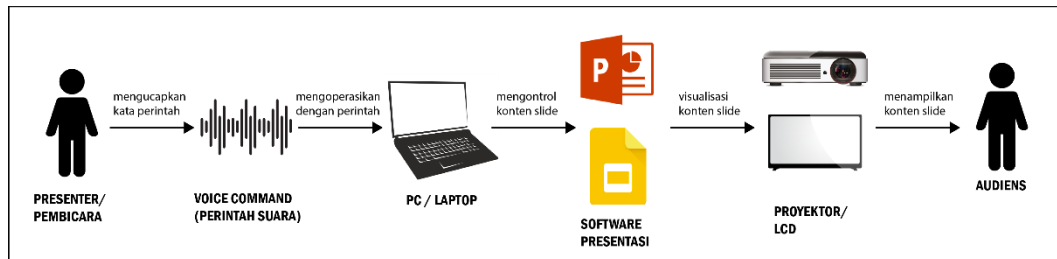 mengucapkan
kata perintah
mengoperasikan
dengan perintah
mengontrol
konten slide
P
visualisasi
konten slide
menampilkan
konten slide
PRESENTER/
PEMBICARA
VOICE COMMAND
(PERINTAH SUARA)
PC / LAPTOP
SOFTWARE
PRESENTASI
PROYEKTOR/
LCD
AUDIENS